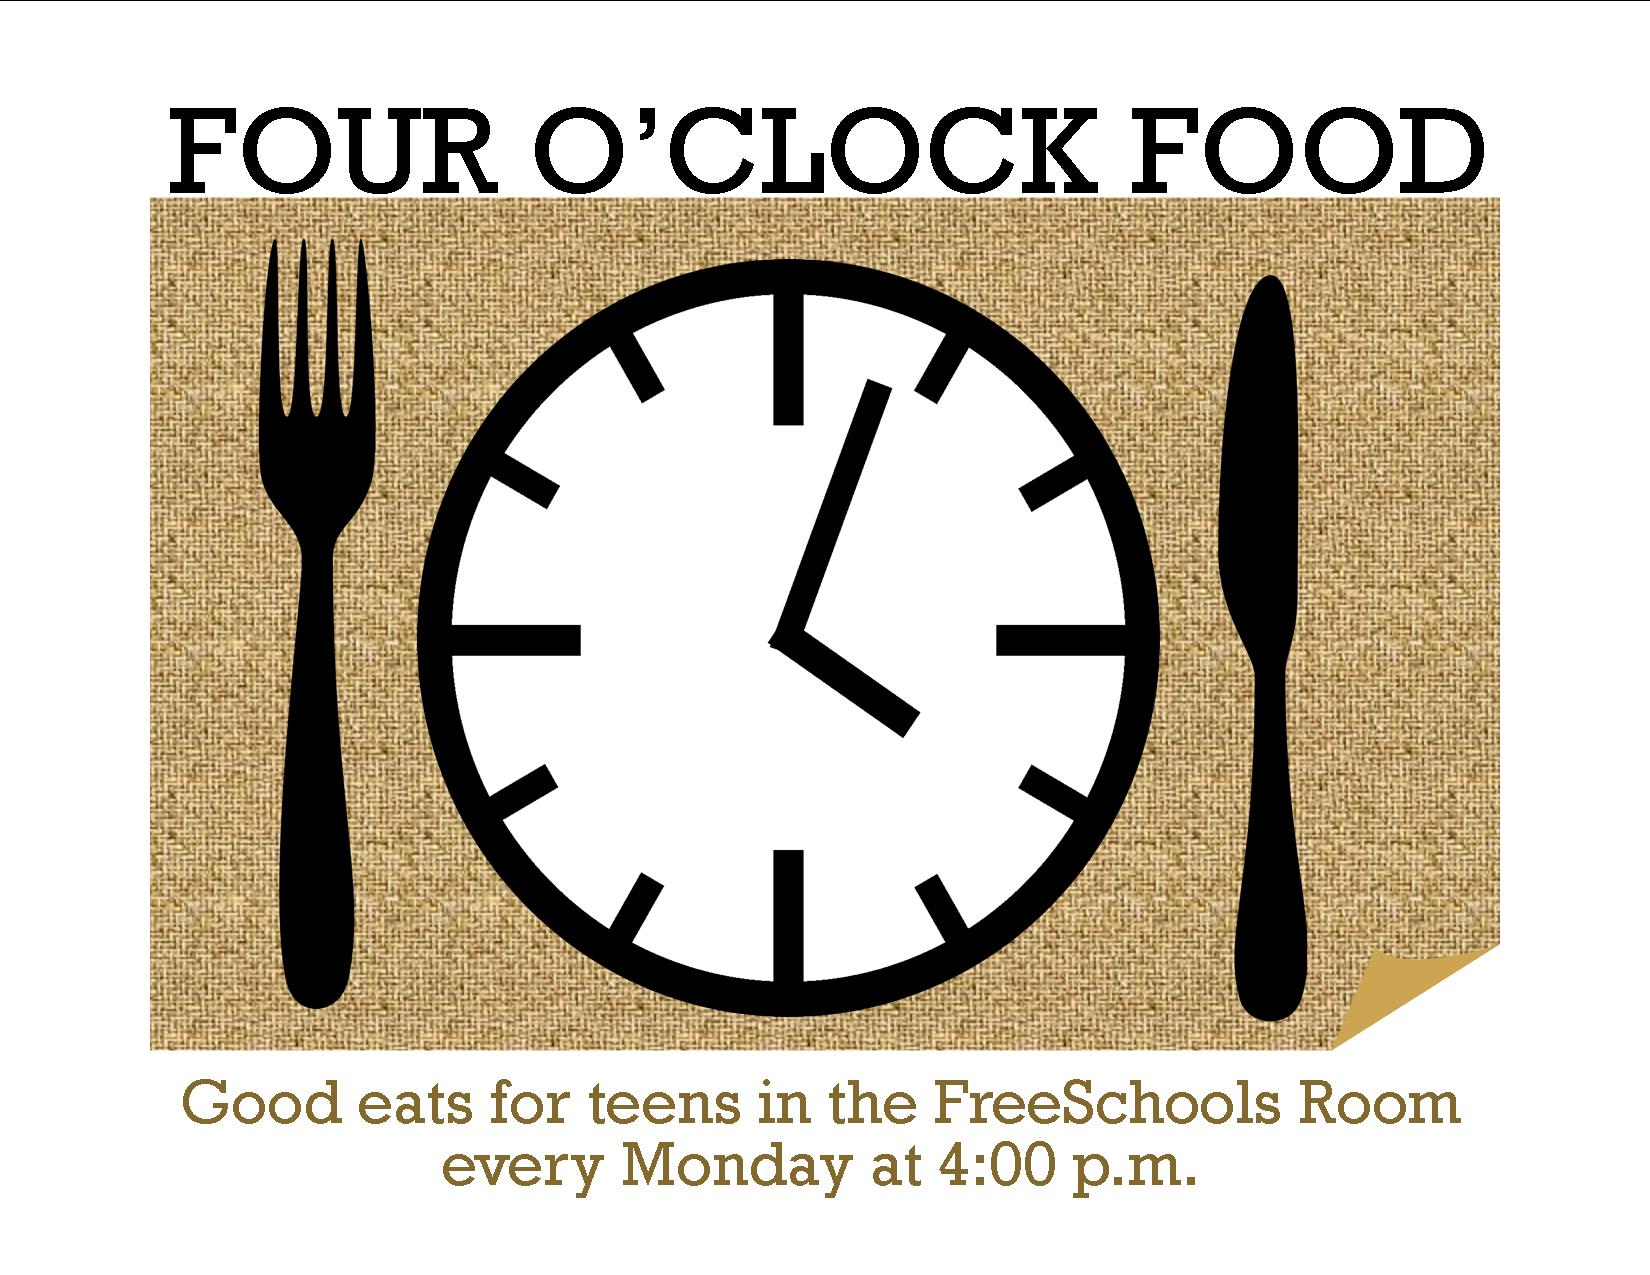 FOUR O’CLOCK FOOD
Good eats for teens in the FreeSchools Room
every Monday at 4:00 p.m.